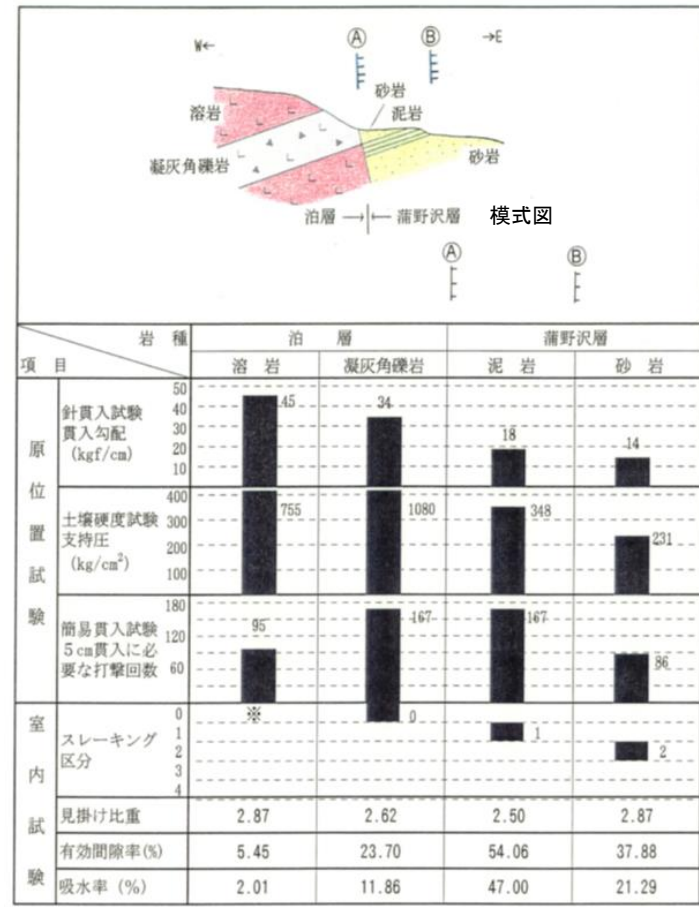 W← Ⓐ Ⓑ →E
砂岩
溶岩 泥岩
凝灰角礫岩 砂岩
泊層 →|← 蒲野沢層 模式図
Ⓐ Ⓑ
岩 種 泊 層 蒲野沢層
項 目 溶 岩 凝灰角礫岩 泥 岩 砂 岩
原位置試験
針貫入試験
貫入勾配
(kgf/cm)
50
40
30
20
10
45 34 18 14
土壌硬度試験
支持圧
(kg/cm²)
400
300
200
100
755 1080 348 231
簡易貫入試験
5cm貫入に必
要な打撃回数
180
120
60
95 167 167 86
室内試験
スレーキング
区分
0
1
2
3
4
※ 0 1 2
見掛け比重 2.87 2.62 2.50 2.87
有効間隙率(%) 5.45 23.70 54.06 37.88
吸水率 (%) 2.01 11.86 47.00 21.29